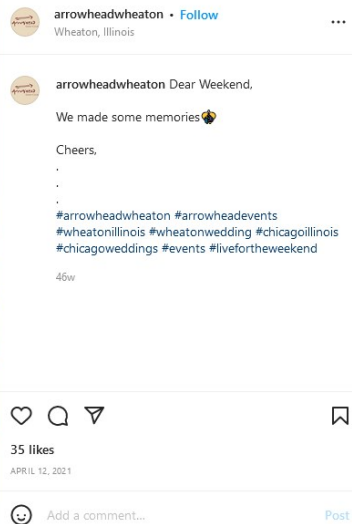 arrowheadwheaton • Follow
Wheaton, Illinois
arrowheadwheaton Dear Weekend,
We made some memories
Cheers,
.
.
.
#arrowheadwheaton #arrowheadevents
#wheatonillinois #wheatonwedding #chicagoillinois
#chicagoweddings #events #livefortheweekend
46w
35 likes
APRIL 12, 2021
Add a comment... Post